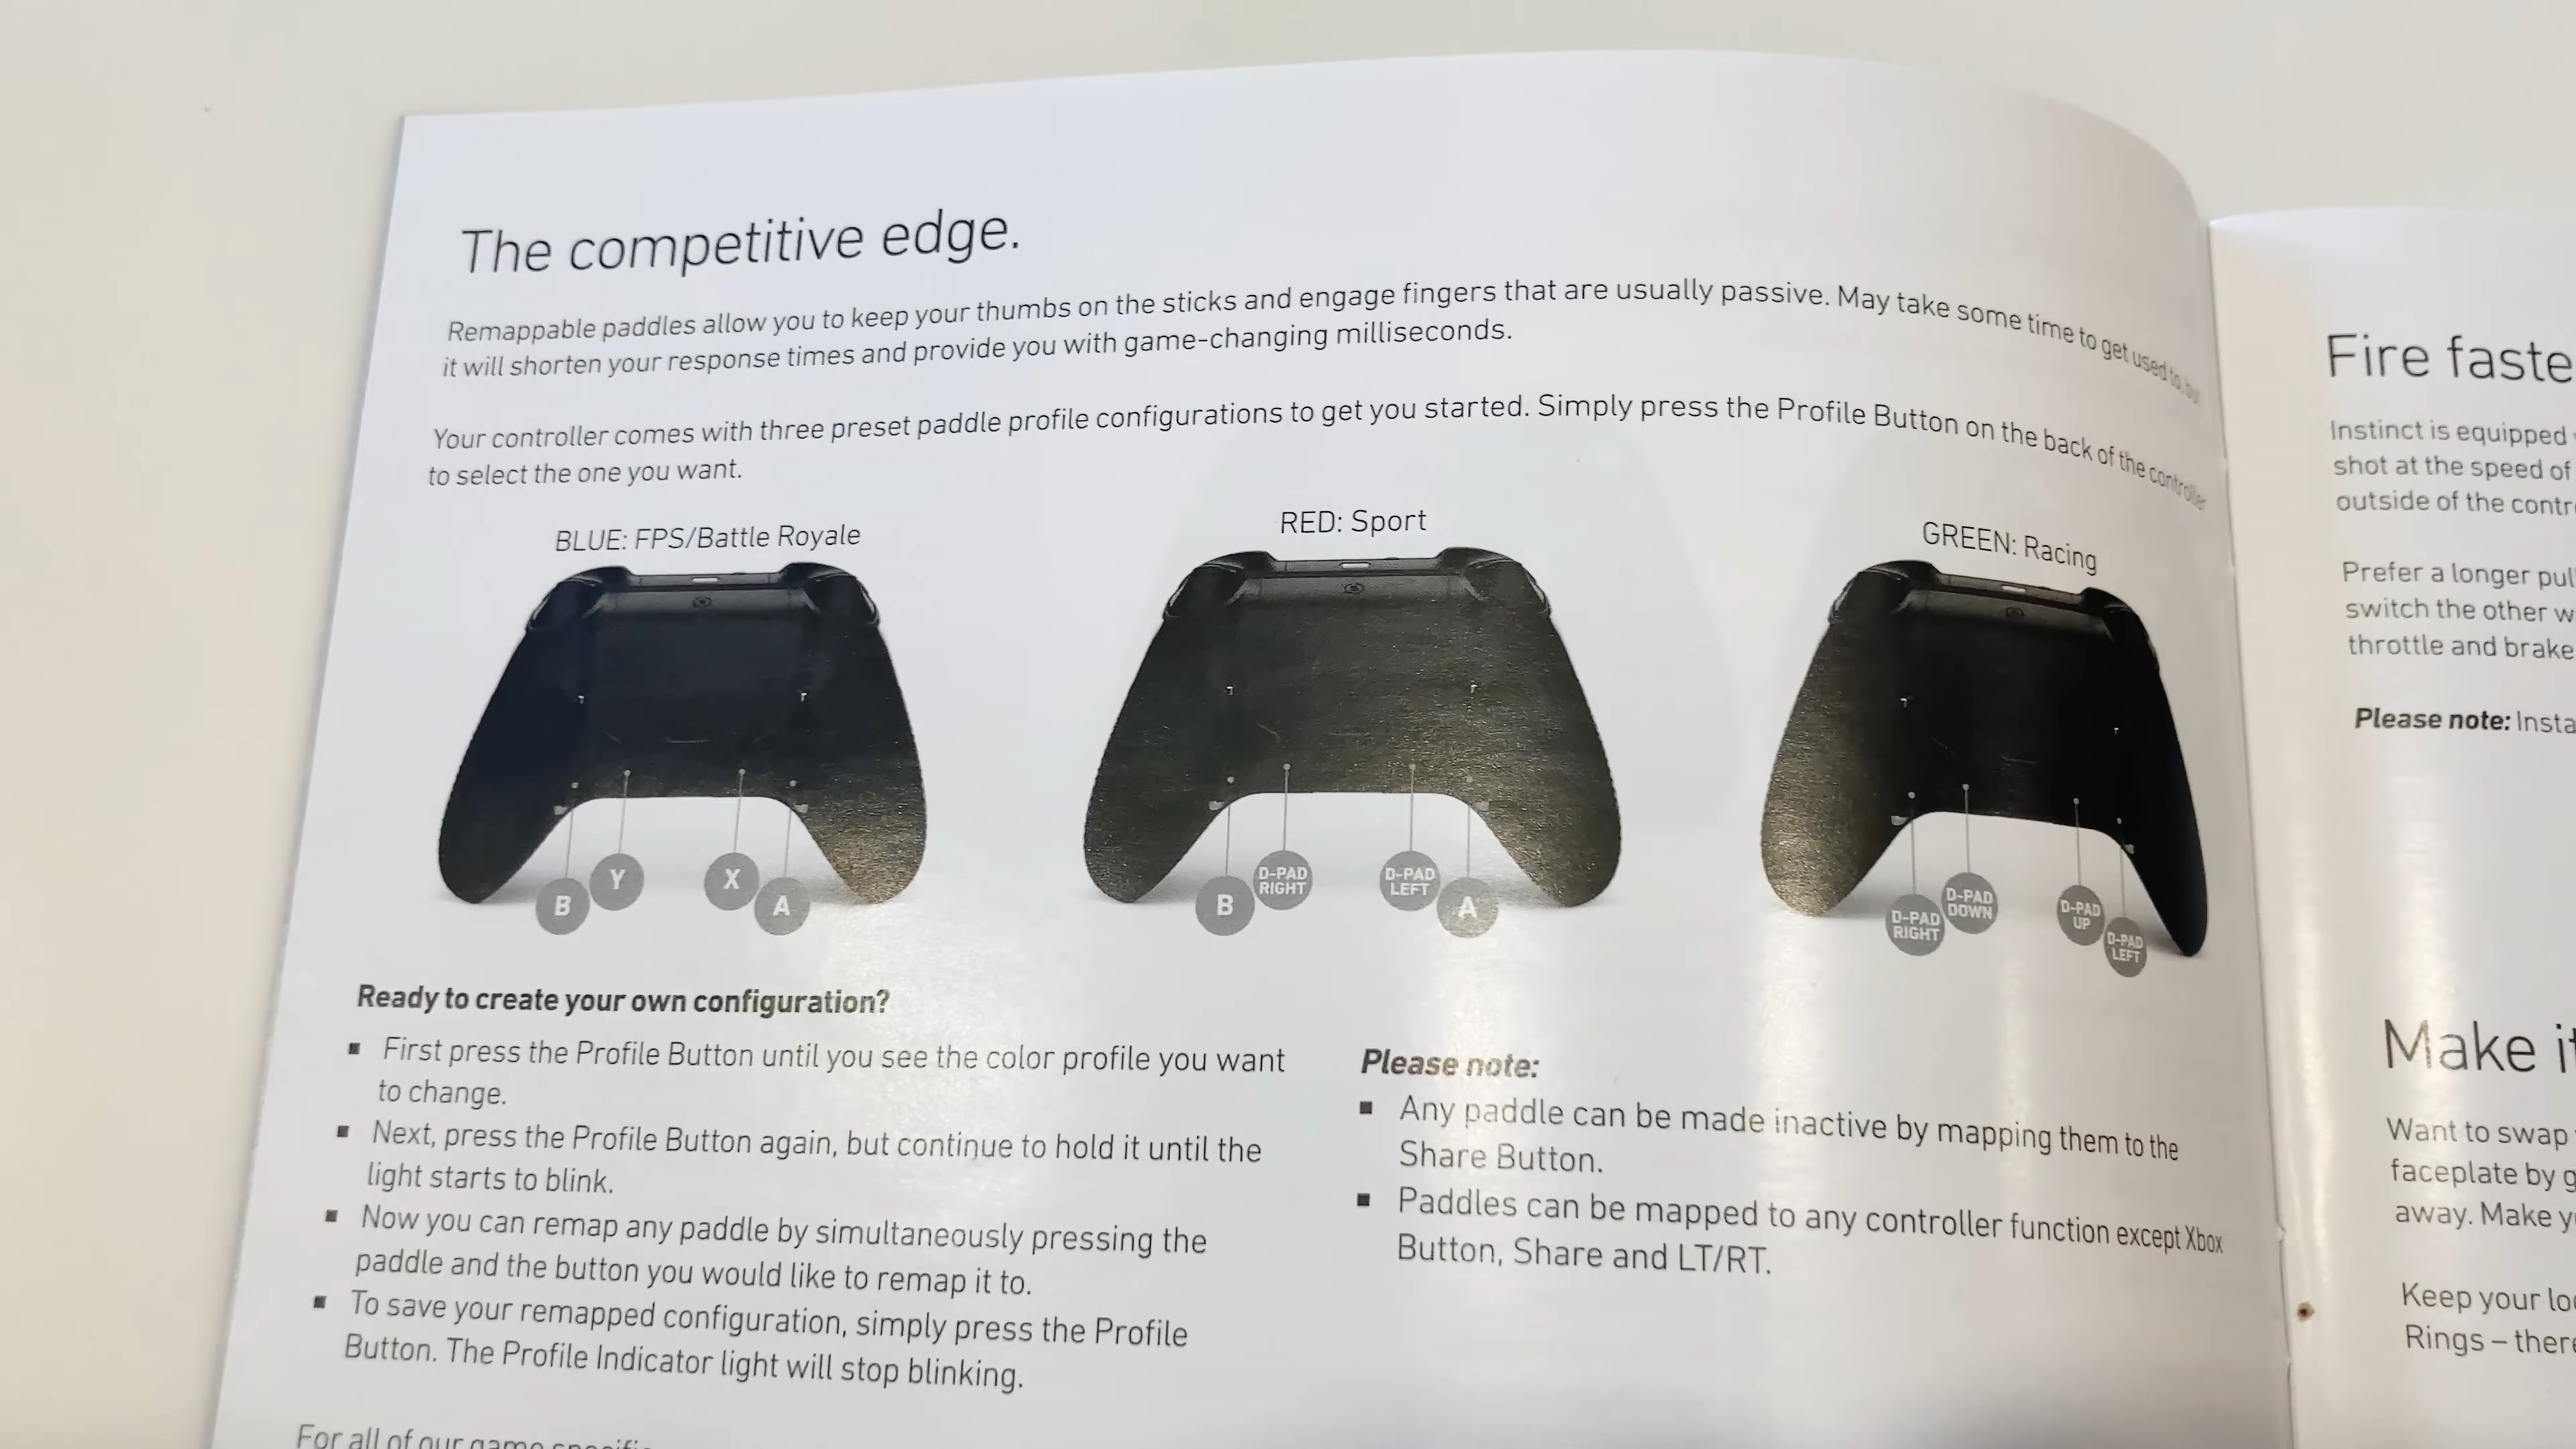 The competitive edge.
Remappable paddles allow you to keep your thumbs on the sticks and engage fingers that are usually passive. May take some time to get used to, but
it will shorten your response times and provide you with game-changing milliseconds.
Your controller comes with three preset paddle profile configurations to get you started. Simply press the Profile Button on the back of the controller
to select the one you want.
BLUE: FPS/Battle Royale
RED: Sport
GREEN: Racing
B
Y
X
A
B
D-PAD
RIGHT
D-PAD
LEFT
A
D-PAD
RIGHT
D-PAD
DOWN
D-PAD
UP
D-PAD
LEFT
Ready to create your own configuration?
▪ First press the Profile Button until you see the color profile you want
to change.
▪ Next, press the Profile Button again, but continue to hold it until the
light starts to blink.
▪ Now you can remap any paddle by simultaneously pressing the
paddle and the button you would like to remap it to.
▪ To save your remapped configuration, simply press the Profile
Button. The Profile Indicator light will stop blinking.
Please note:
▪ Any paddle can be made inactive by mapping them to the
Share Button.
▪ Paddles can be mapped to any controller function except Xbox
Button, Share and LT/RT.
For all of our game specific
Fire faste
Instinct is equipped
shot at the speed of
outside of the contr
Prefer a longer pul
switch the other w
throttle and brake
Please note: Insta
Make it
Want to swap
faceplate by g
away. Make y
Keep your lo
Rings – there